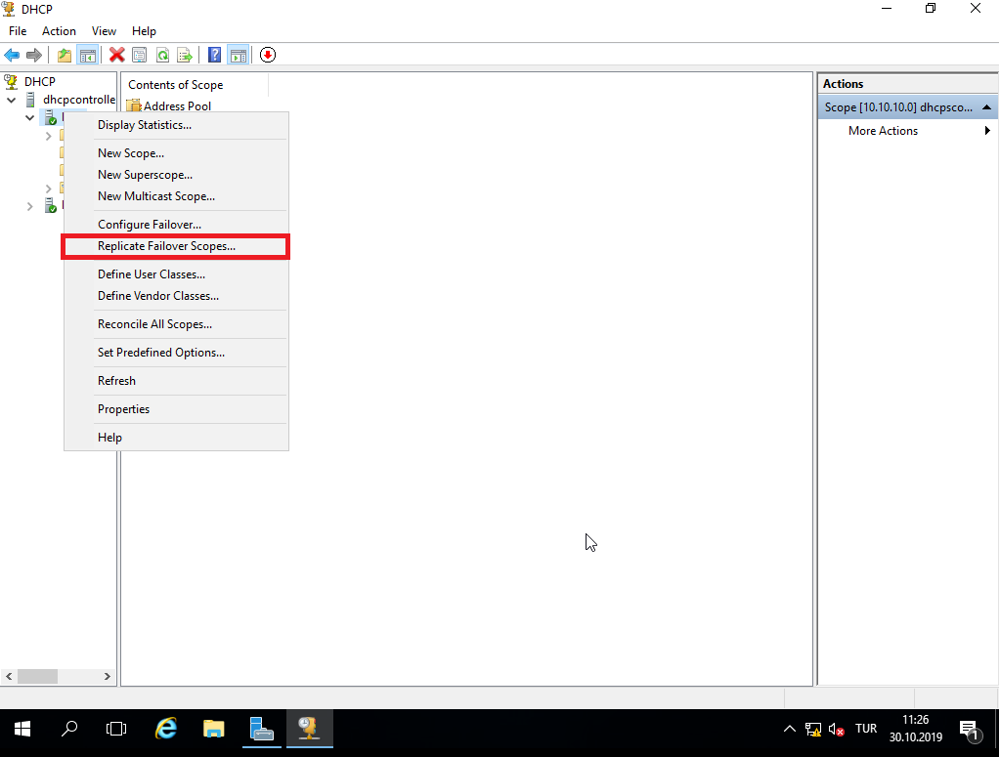 DHCP
File Action View Help
DHCP
dhcpcontrolle
Contents of Scope
Address Pool
Display Statistics...
New Scope...
New Superscope...
New Multicast Scope...
Configure Failover...
Replicate Failover Scopes...
Define User Classes...
Define Vendor Classes...
Reconcile All Scopes...
Set Predefined Options...
Refresh
Properties
Help
Actions
Scope [10.10.10.0] dhcpsco...
More Actions
TUR
11:26
30.10.2019
1